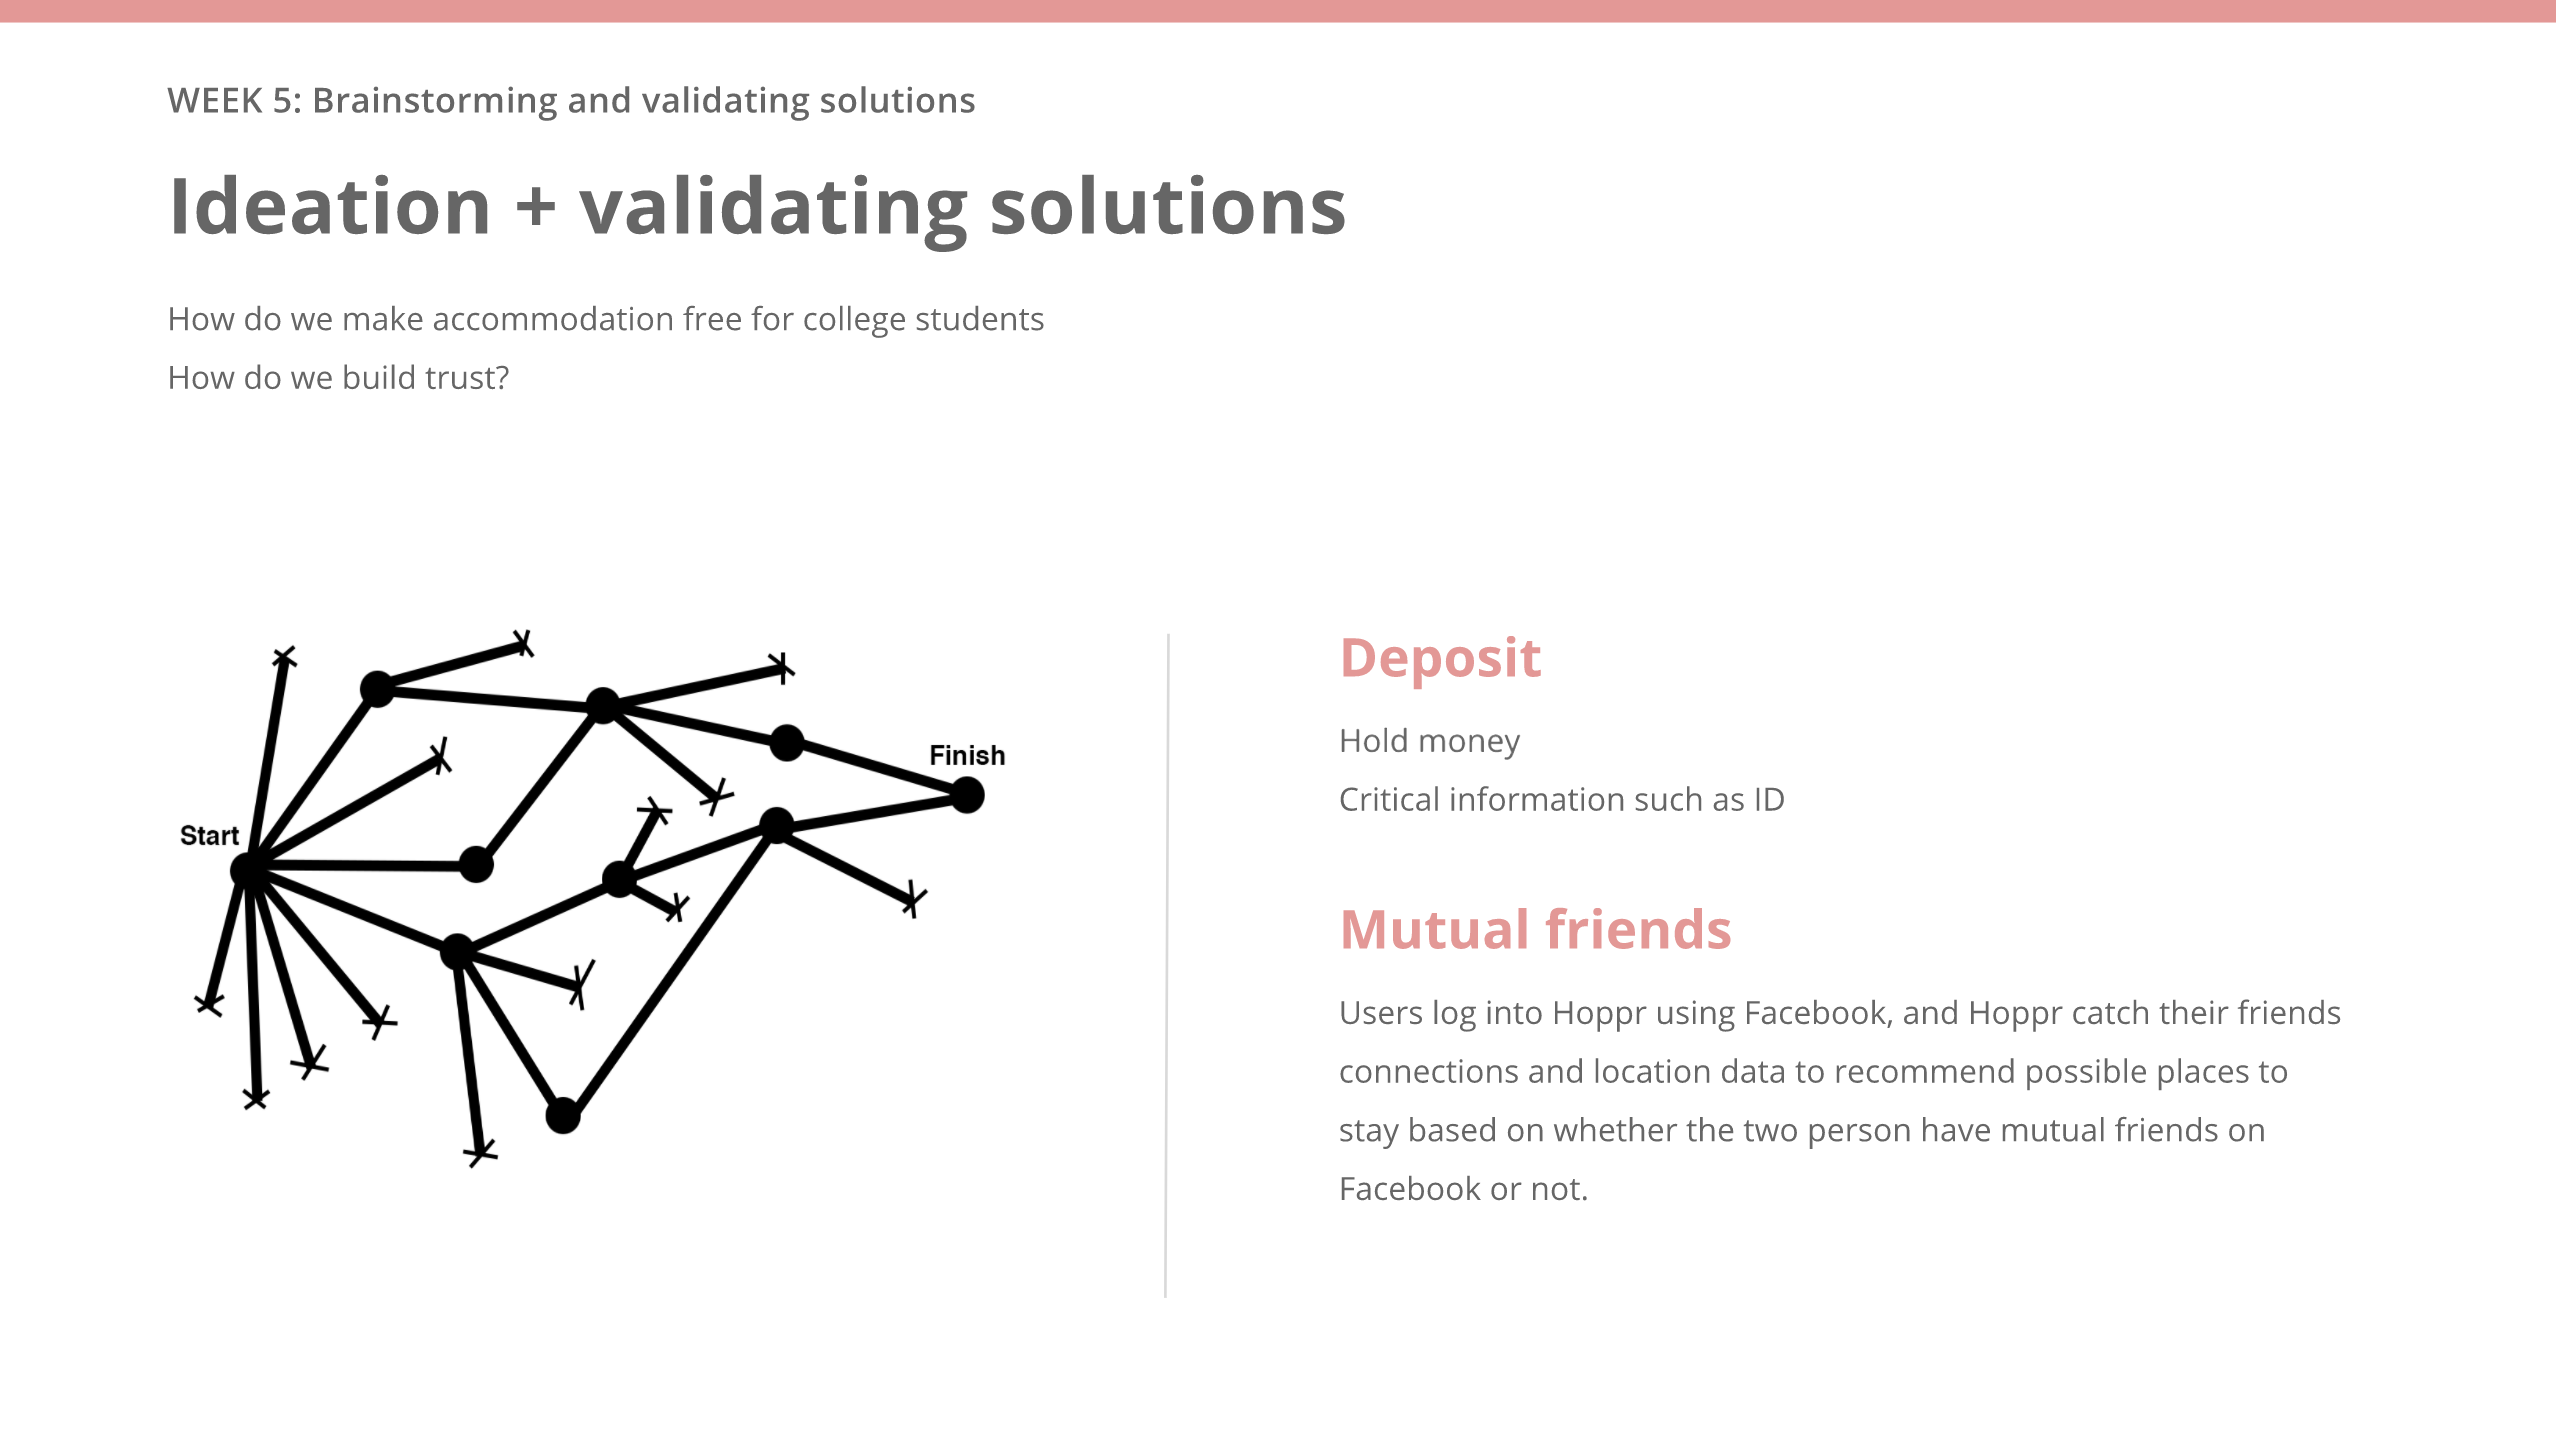 WEEK 5: Brainstorming and validating solutions
Ideation + validating solutions
How do we make accommodation free for college students
How do we build trust?
Start
Finish
Deposit
Hold money
Critical information such as ID
Mutual friends
Users log into Hoppr using Facebook, and Hoppr catch their friends
connections and location data to recommend possible places to
stay based on whether the two person have mutual friends on
Facebook or not.